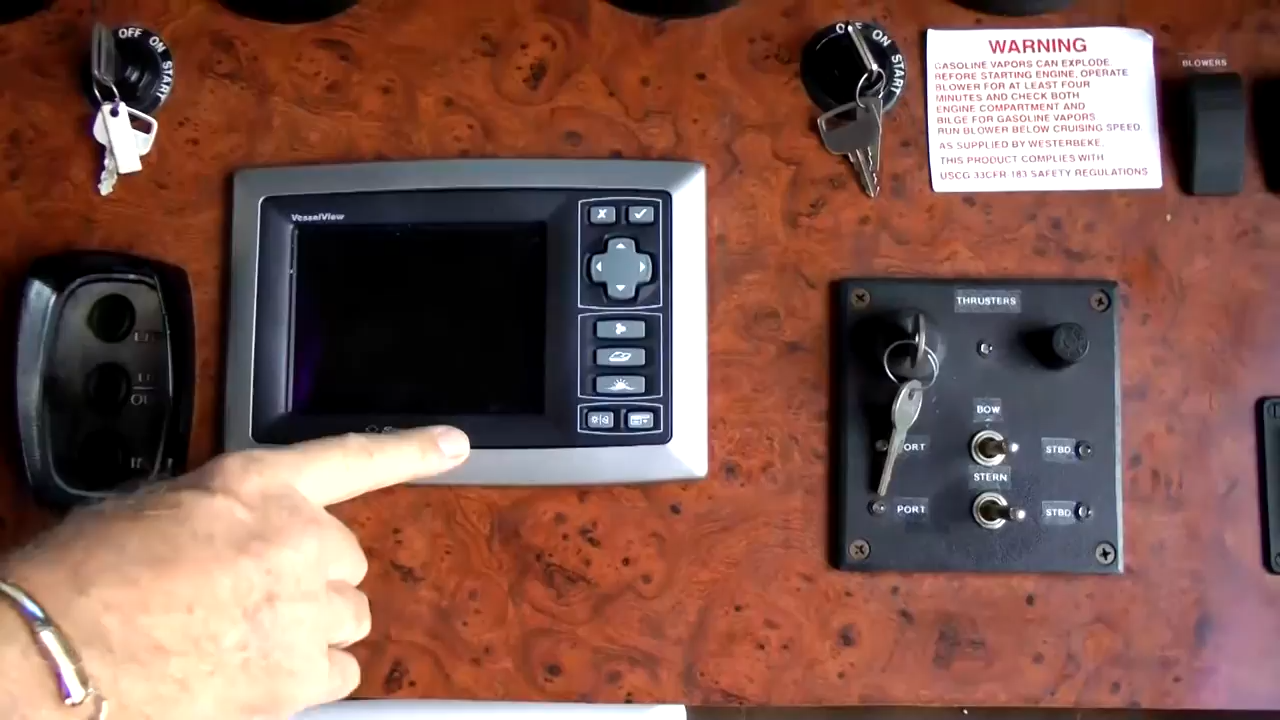 OFF ON START
OFF ON START
WARNING
GASOLINE VAPORS CAN EXPLODE.
BEFORE STARTING ENGINE, OPERATE
BLOWER FOR AT LEAST FOUR
MINUTES AND CHECK BOTH
ENGINE COMPARTMENT AND
BILGE FOR GASOLINE VAPORS
RUN BLOWER BELOW CRUISING SPEED.
AS SUPPLIED BY WESTERBEKE,
THIS PRODUCT COMPLIES WITH
USCG 33CFR-183 SAFETY REGULATIONS
BLOWERS
VesselView
THRUSTERS
BOW
PORT STBD
STERN
PORT STBD